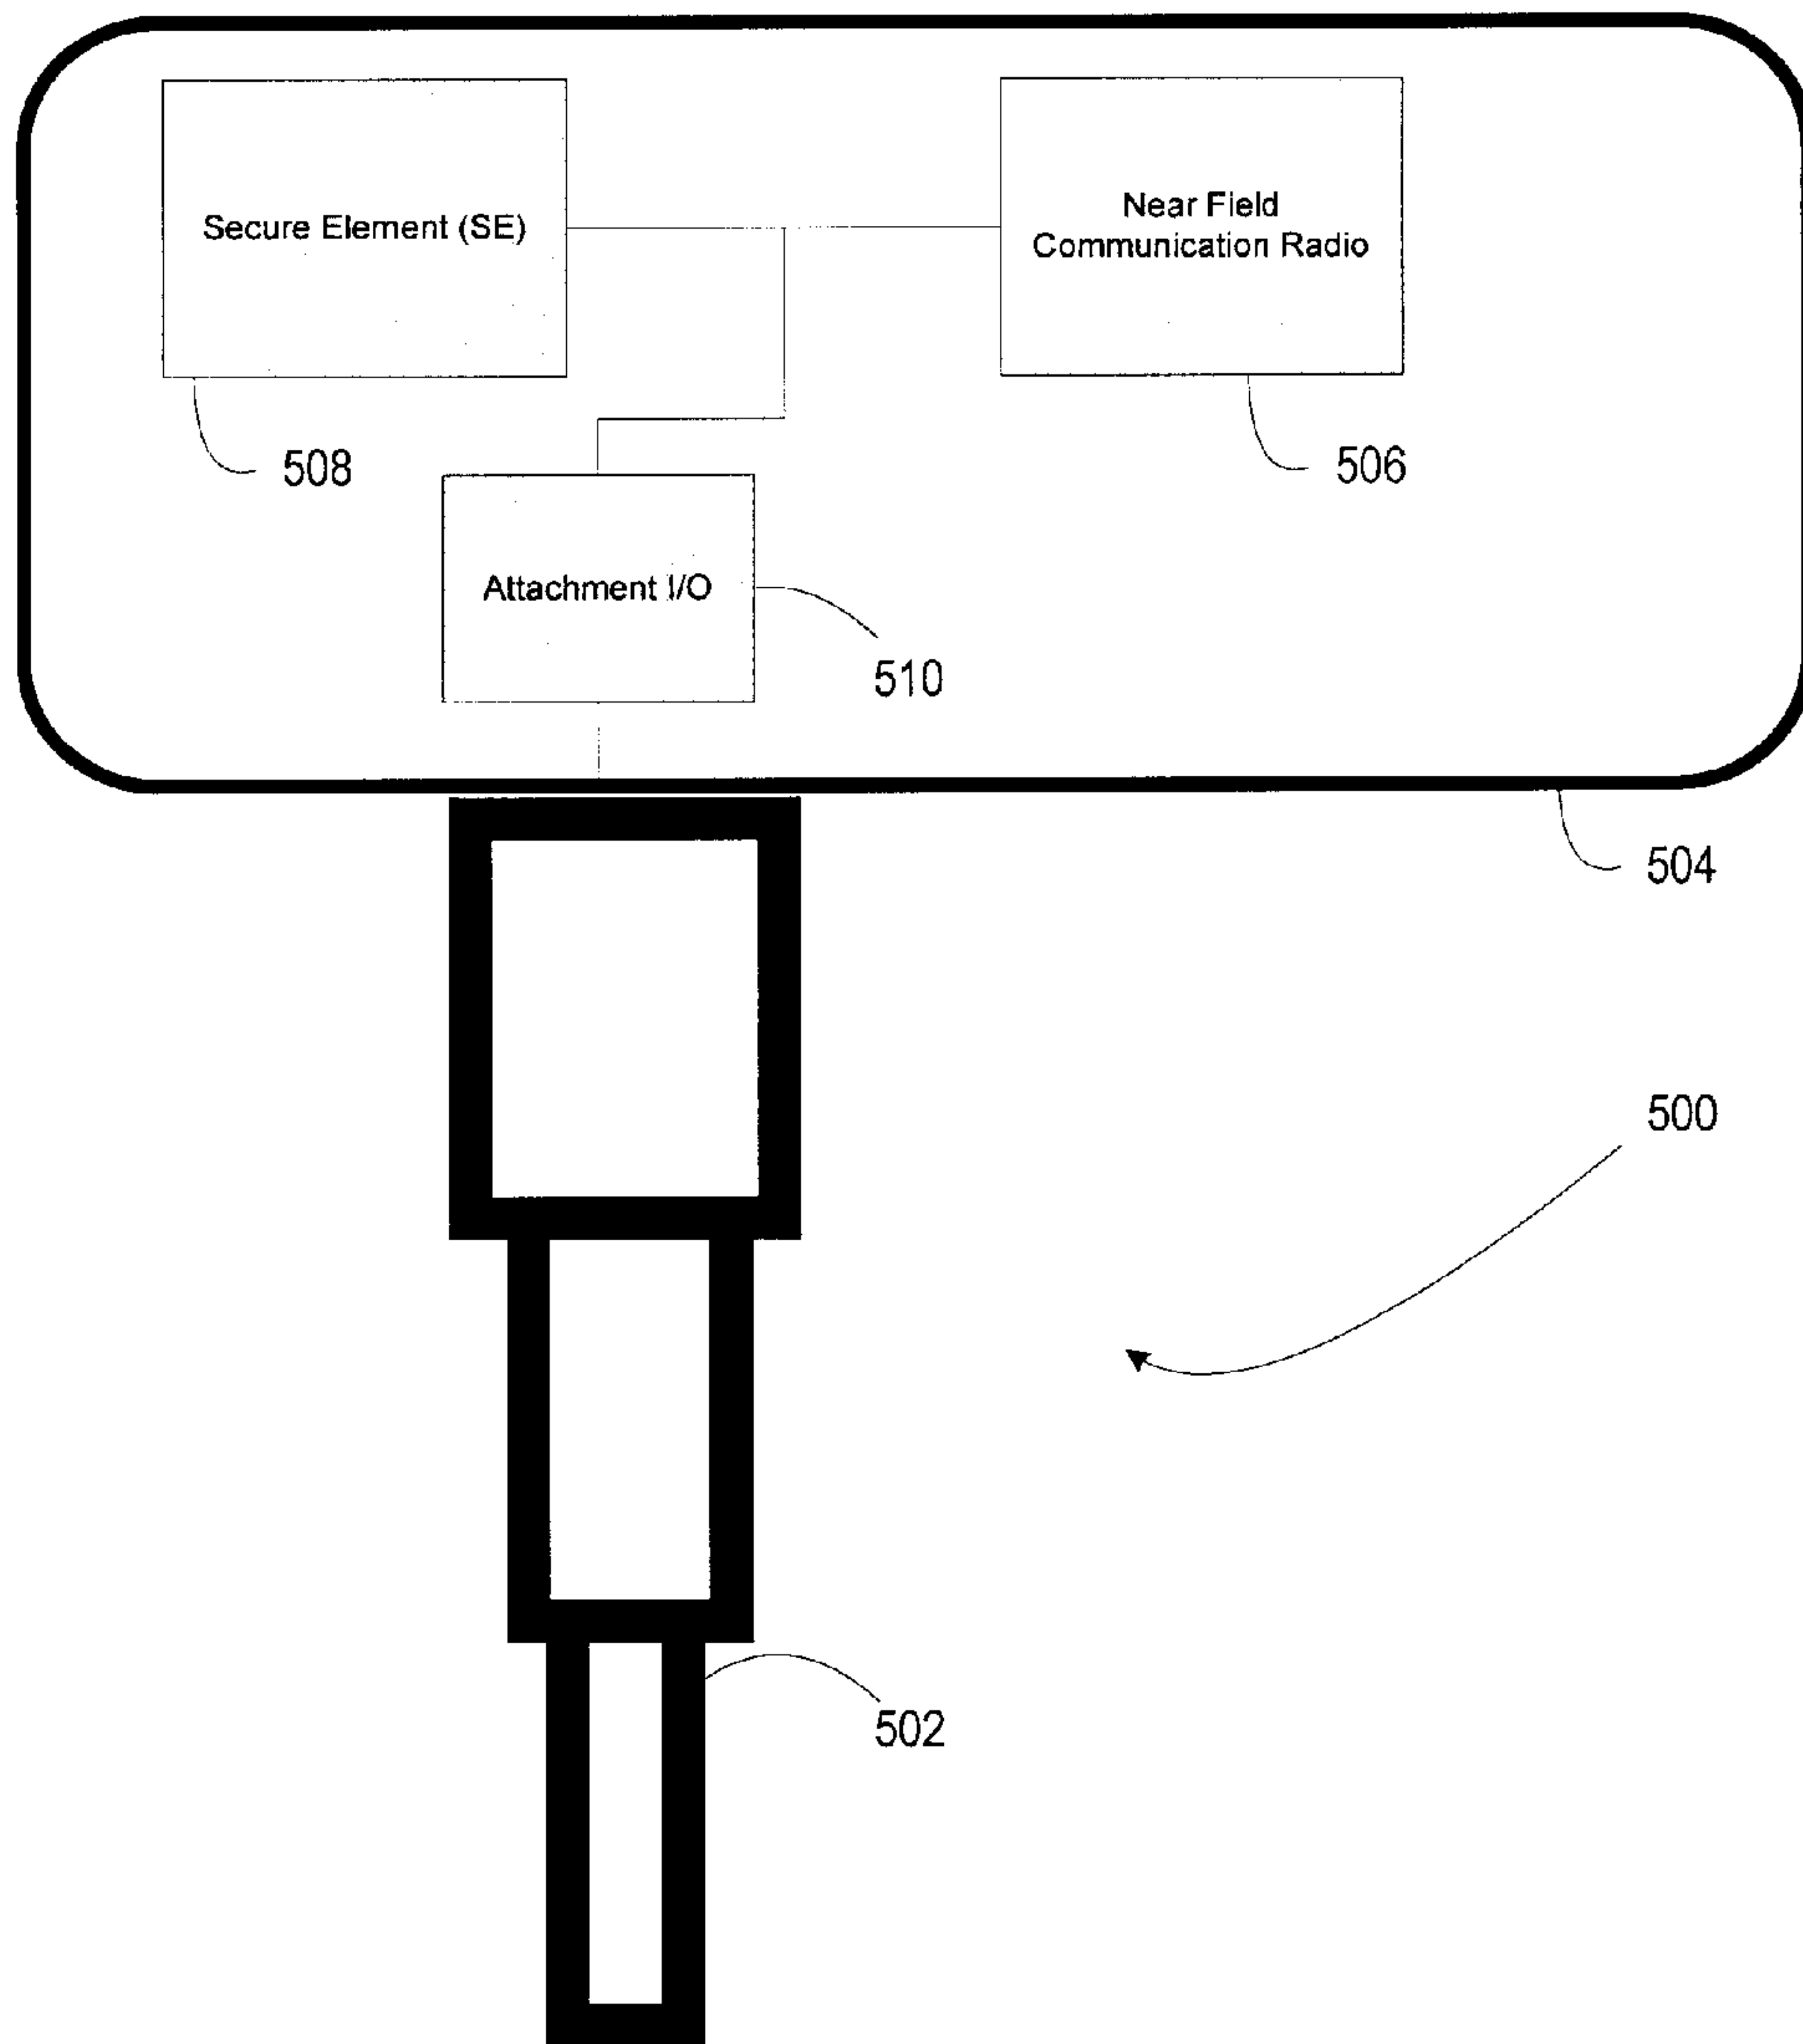 Secure Element (SE)
Near Field
Communication Radio
508
506
Attachment I/O
510
504
500
502